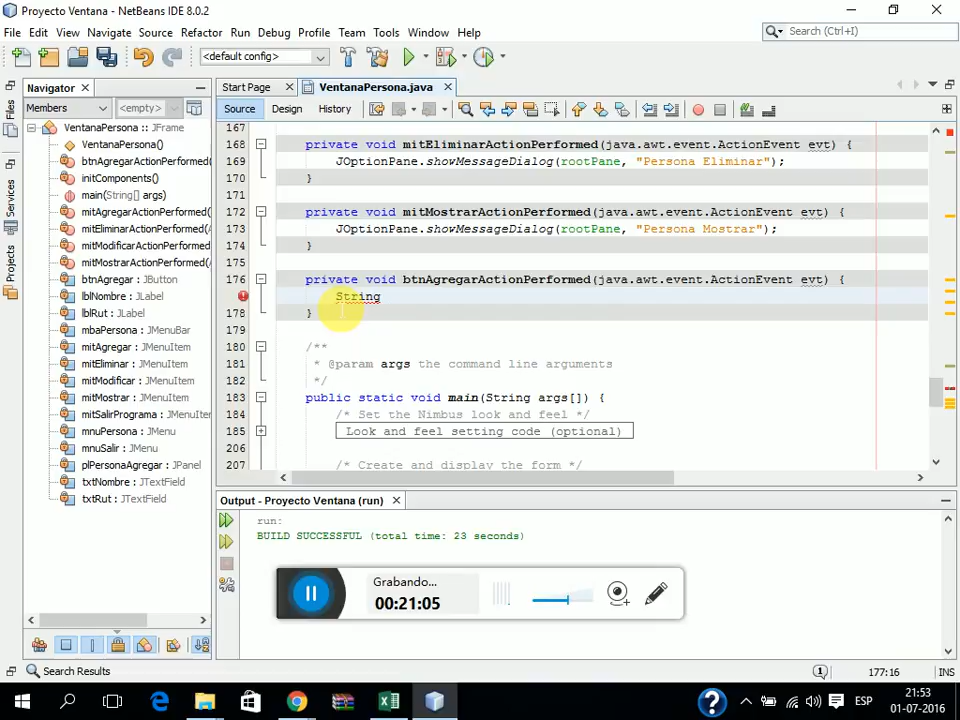 Proyecto Ventana - NetBeans IDE 8.0.2
File Edit View Navigate Source Refactor Run Debug Profile Team Tools Window Help
Search (Ctrl+I)
<default config>
Navigator
Start Page
VentanaPersona.java
Members
<empty>
Source Design History
Files
Services
Projects
VentanaPersona :: JFrame
VentanaPersona()
btnAgregarActionPerformed(
initComponents()
main(String[] args)
mitAgregarActionPerformed(
mitEliminarActionPerformed(
mitModificarActionPerformed
mitMostrarActionPerformed(
btnAgregar : JButton
lblNombre : JLabel
lblRut : JLabel
mbaPersona : JMenuBar
mitAgregar : JMenuItem
mitEliminar : JMenuItem
mitModificar : JMenuItem
mitMostrar : JMenuItem
mitSalirPrograma : JMenuIter
mnuPersona : JMenu
mnuSalir : JMenu
plPersonaAgregar : JPanel
txtNombre : JTextField
txtRut : JTextField
167
168 private void mitEliminarActionPerformed(java.awt.event.ActionEvent evt) {
169 JOptionPane.showMessageDialog(rootPane, "Persona Eliminar");
170 }
171
172 private void mitMostrarActionPerformed(java.awt.event.ActionEvent evt) {
173 JOptionPane.showMessageDialog(rootPane, "Persona Mostrar");
174 }
175
176 private void btnAgregarActionPerformed(java.awt.event.ActionEvent evt) {
String
178 }
179
180 /**
181 * @param args the command line arguments
182 */
183 public static void main(String args[]) {
184 /* Set the Nimbus look and feel */
185 Look and feel setting code (optional)
206
207 /* Create and display the form */
Output - Proyecto Ventana (run)
run:
BUILD SUCCESSFUL (total time: 23 seconds)
Grabando...
00:21:05
Search Results
1
177:16
INS
ESP
21:53
01-07-2016